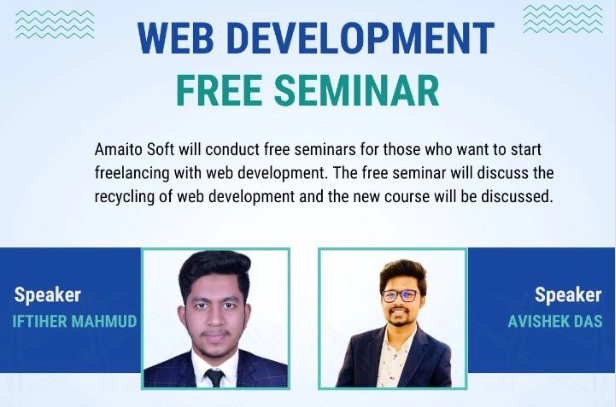 WEB DEVELOPMENT
FREE SEMINAR
Amaito Soft will conduct free seminars for those who want to start
freelancing with web development. The free seminar will discuss the
recycling of web development and the new course will be discussed.
Speaker
IFTIHER MAHMUD
Speaker
AVISHEK DAS